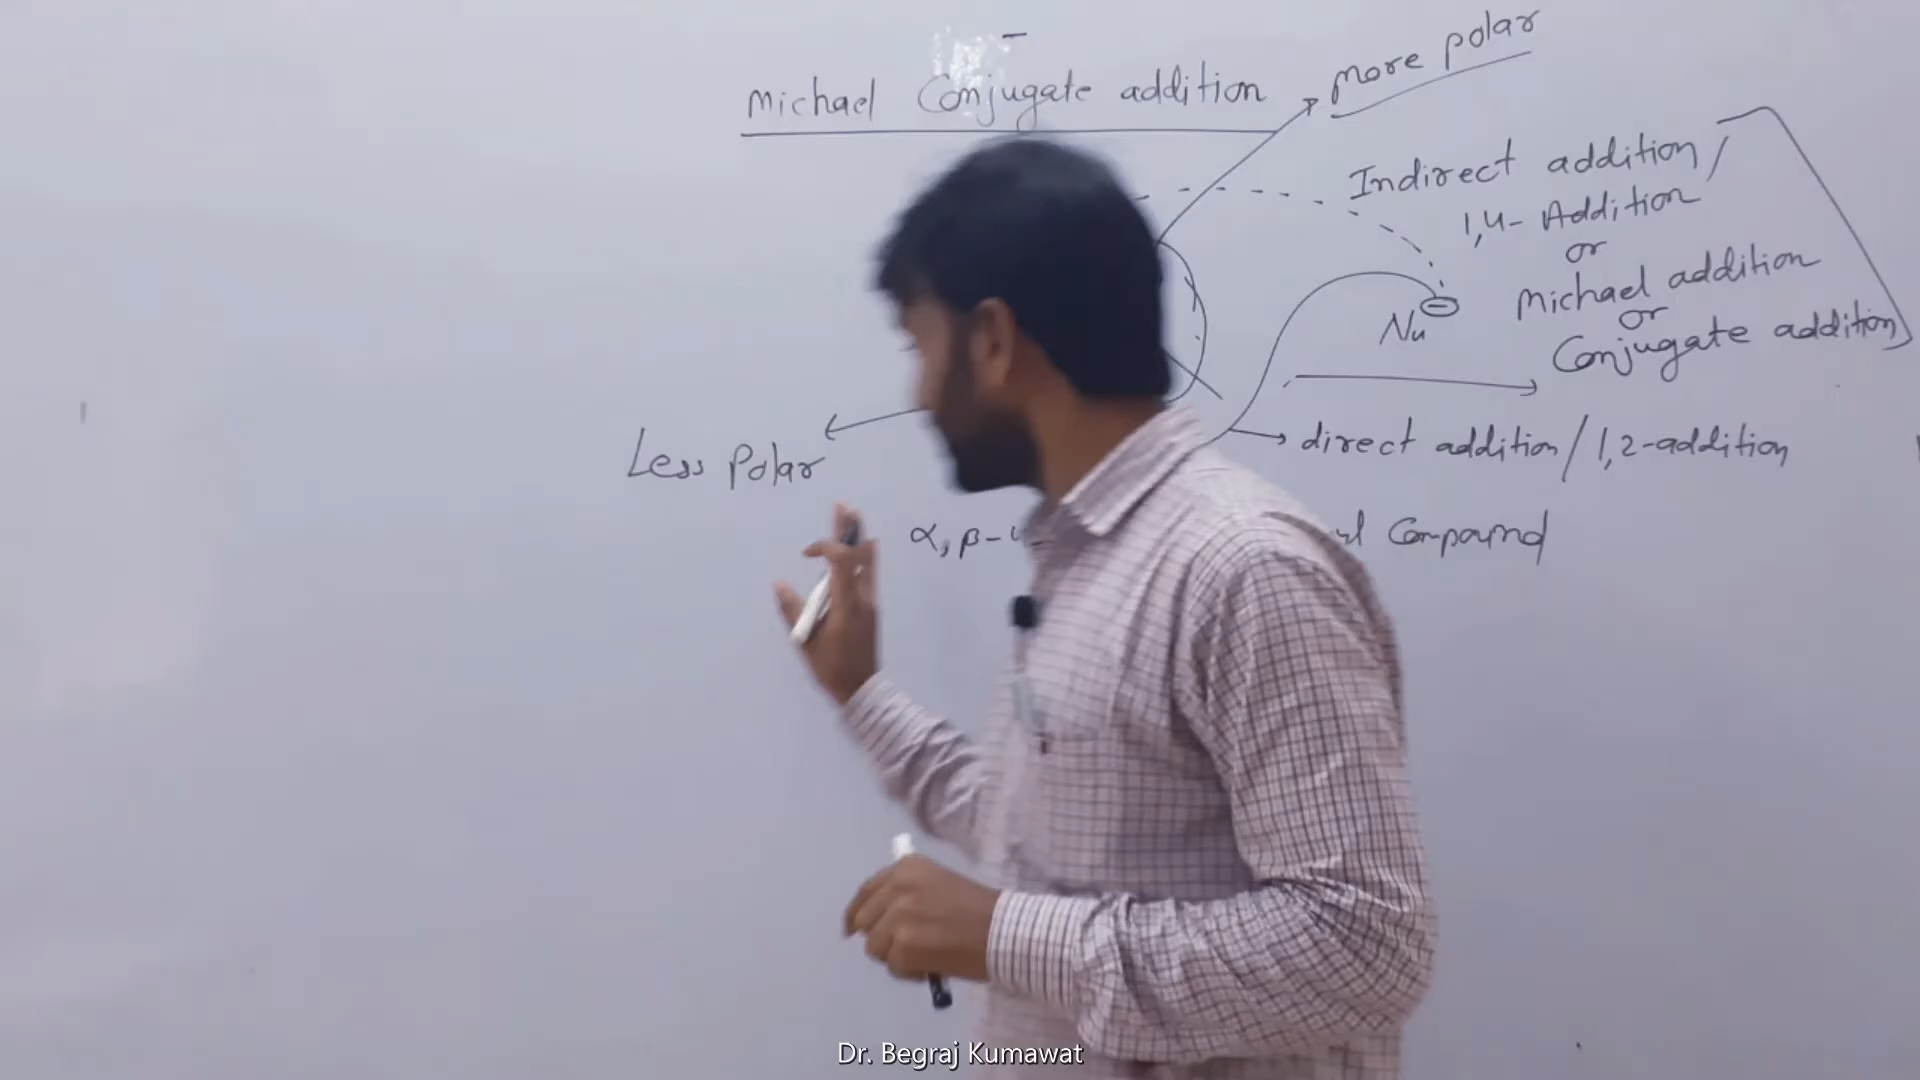 Michael Conjugate addition
more polar
Indirect addition/
1,4- Addition
or
Michael addition
or
Conjugate addition
Nu⊖
direct addition/1,2-addition
Less Polar
α, β-
Compound
Dr. Begraj Kumawat